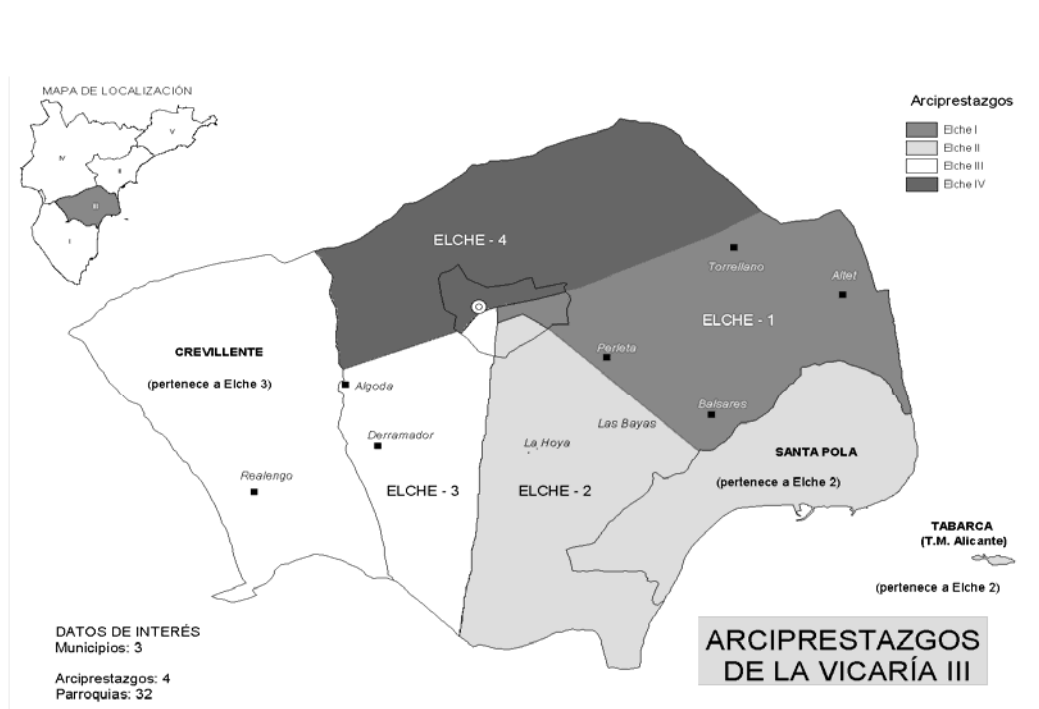 MAPA DE LOCALIZACIÓN
V
IV
II
III
I
Arciprestazgos
Elche I
Elche II
Elche III
Elche IV
ELCHE - 4
Torrellano
Altet
ELCHE - 1
CREVILLENTE
(pertenece a Elche 3)
Perleta
Algoda
Balsares
Las Bayas
Derramador
La Hoya
SANTA POLA
(pertenece a Elche 2)
Realengo
ELCHE - 3
ELCHE - 2
TABARCA
(T.M. Alicante)
(pertenece a Elche 2)
DATOS DE INTERÉS
Municipios: 3
Arciprestazgos: 4
Parroquias: 32
ARCIPRESTAZGOS
DE LA VICARÍA III